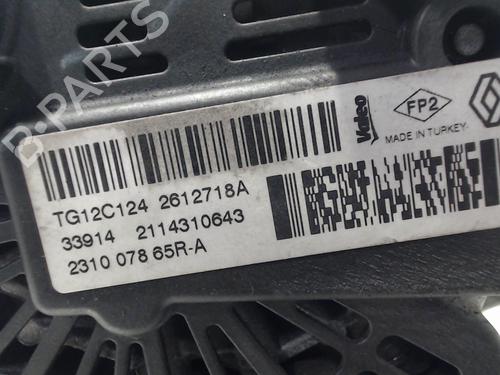 B-PARTS
Valeo
FP2
MADE IN TURKEY
TG12C124 2612718A
33914 2114310643
2310 078 65R-A